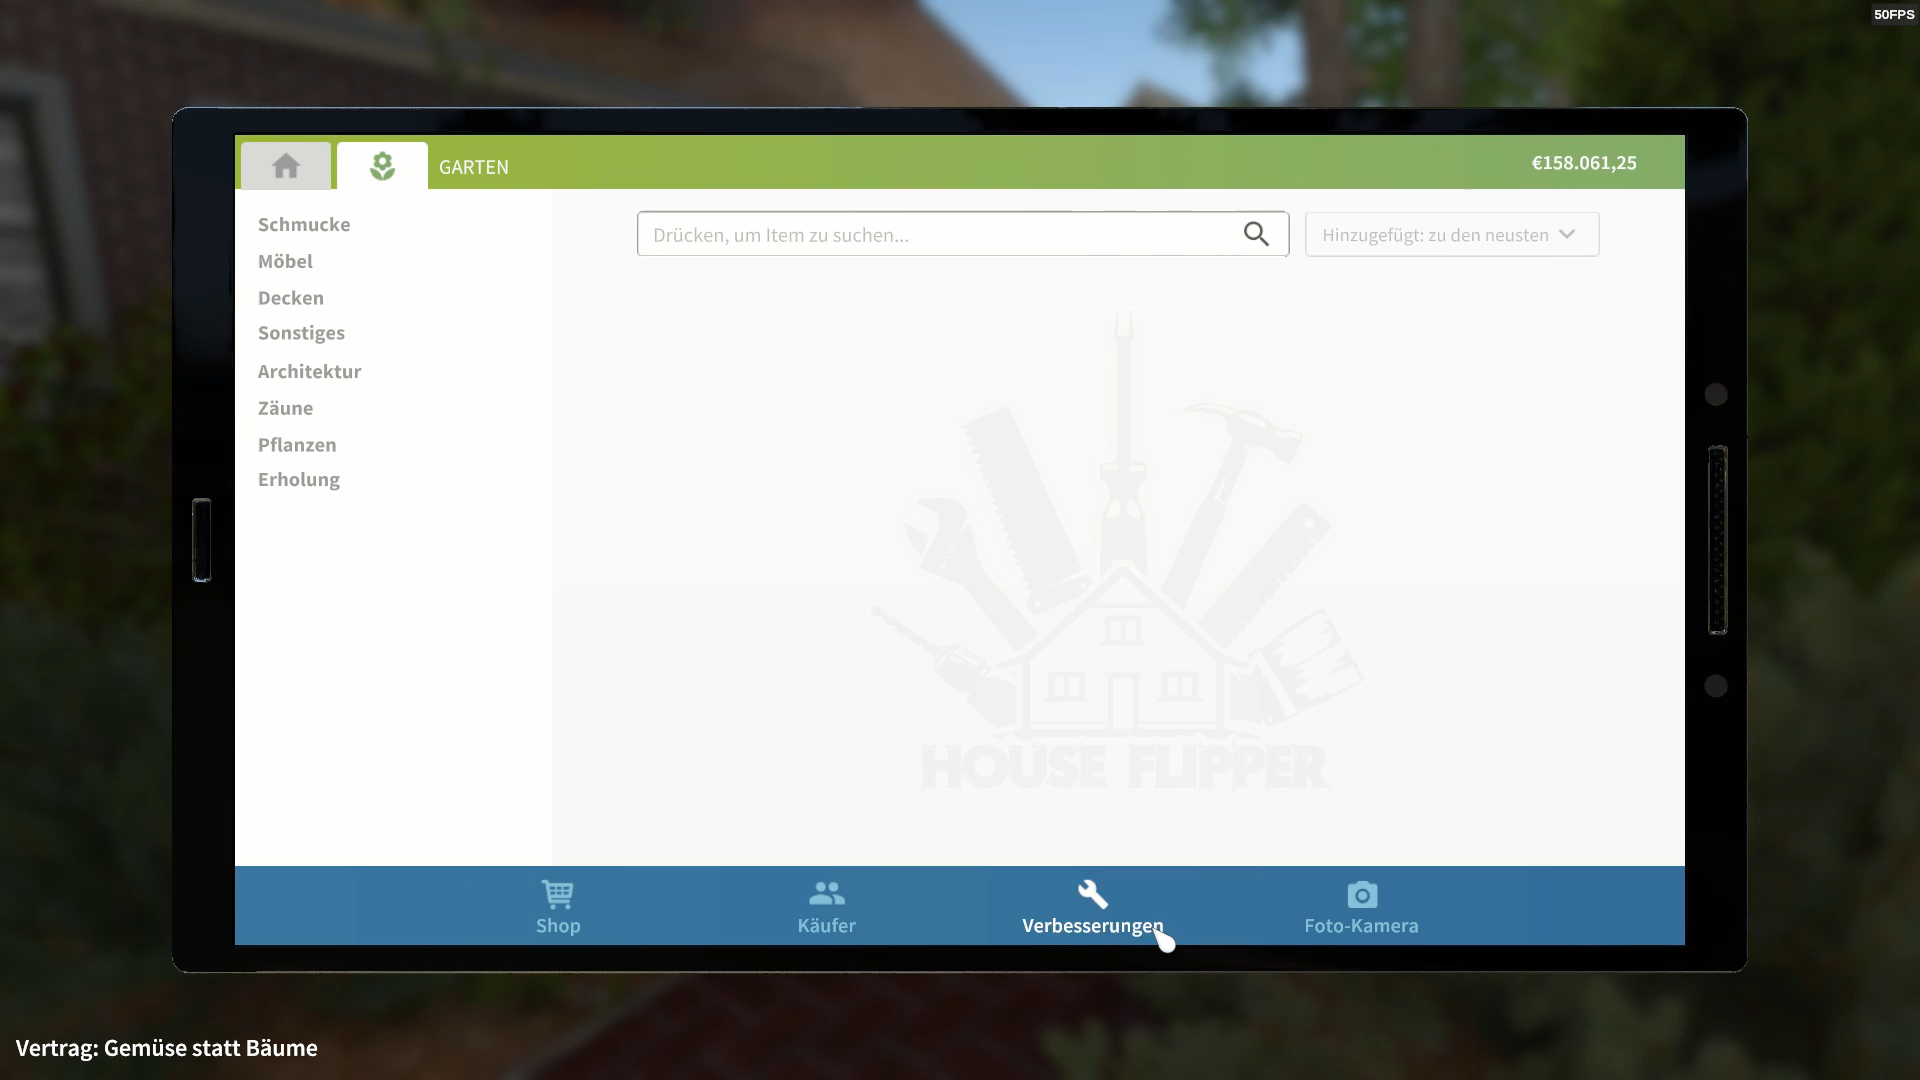 50FPS
GARTEN
€158.061,25
Schmucke
Möbel
Decken
Sonstiges
Architektur
Zäune
Pflanzen
Erholung
Drücken, um Item zu suchen...
Hinzugefügt: zu den neusten
HOUSE FLIPPER
Shop
Käufer
Verbesserungen
Foto-Kamera
Vertrag: Gemüse statt Bäume